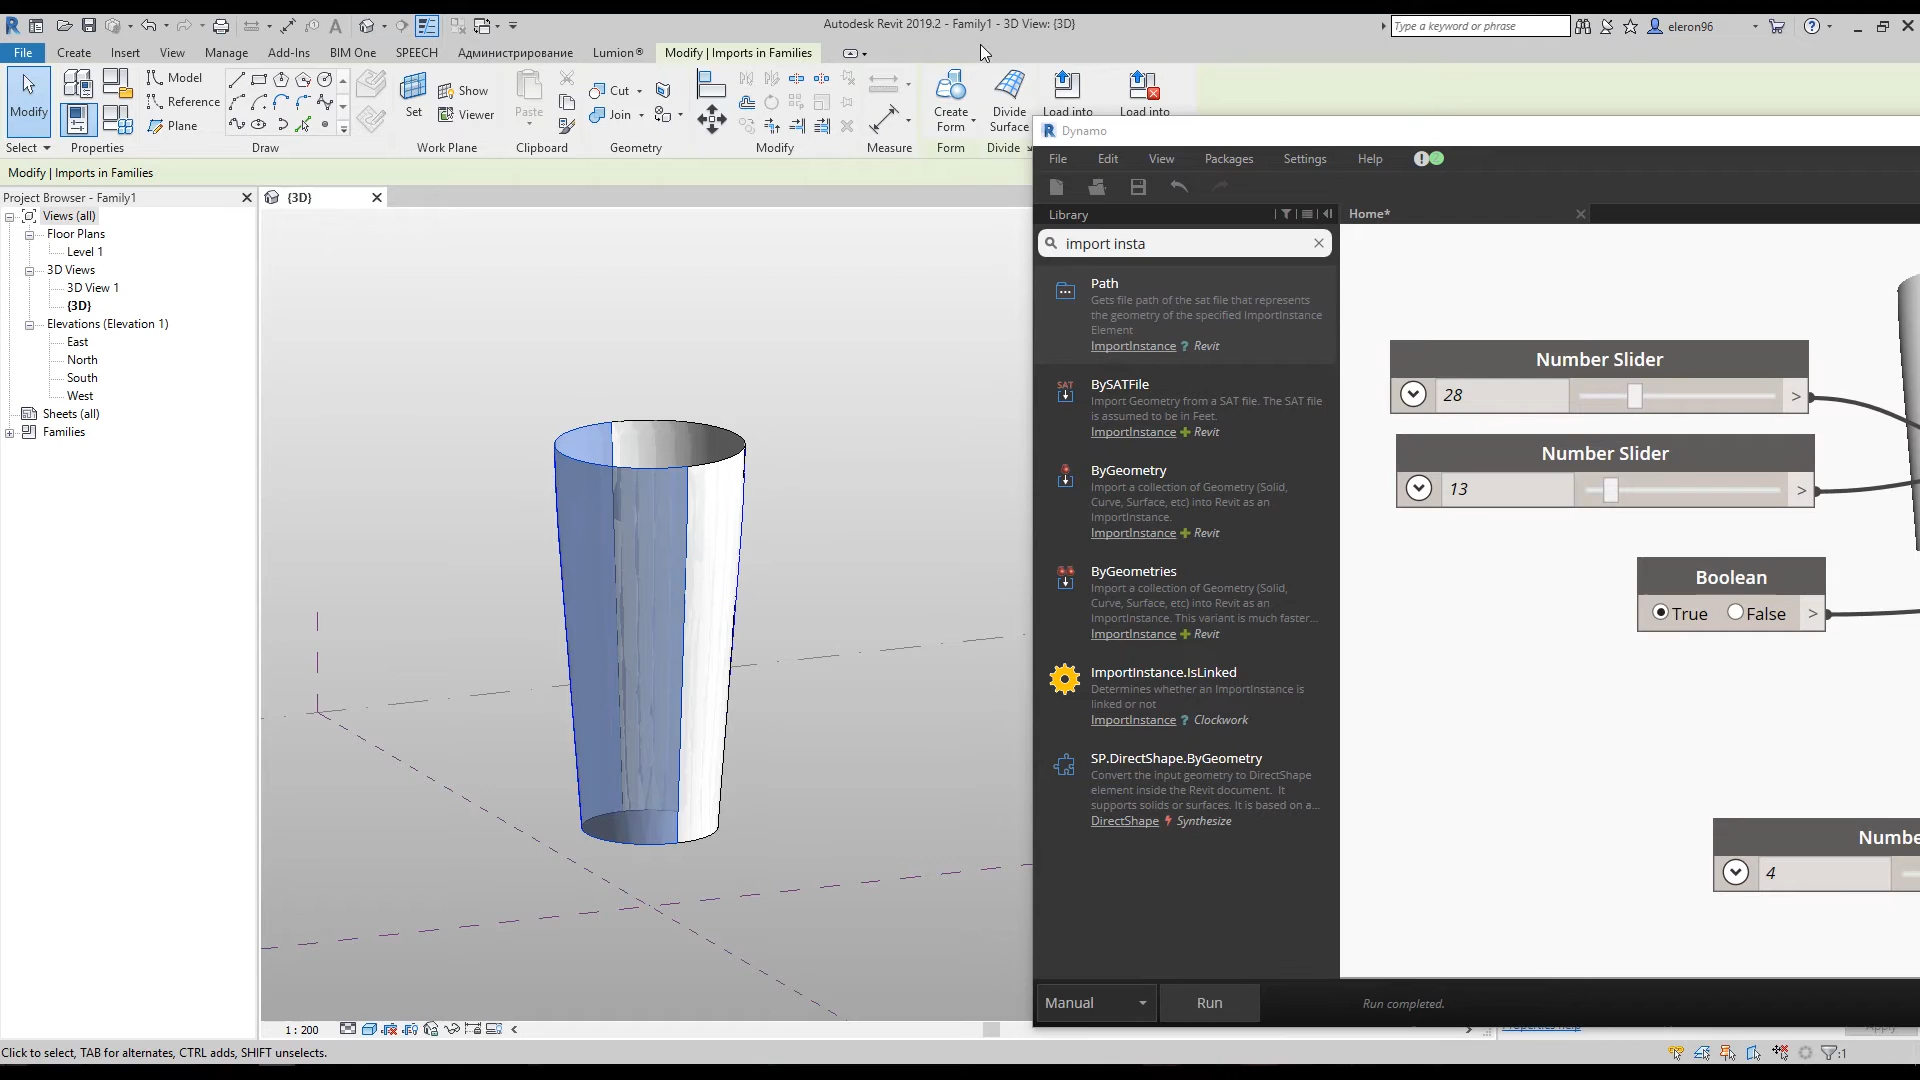 Autodesk Revit 2019.2 - Family1 - 3D View: {3D}
Type a keyword or phrase
eleron96
File Create Insert View Manage Add-Ins BIM One SPEECH Администрирование Lumion® Modify | Imports in Families
Modify
Model
Reference
Plane
Set
Show
Viewer
Paste
Cut
Join
Create
Form
Divide
Surface
Load into
Load into
Select Properties Draw Work Plane Clipboard Geometry Modify Measure Form Divide
Modify | Imports in Families
Project Browser - Family1
Views (all)
Floor Plans
Level 1
3D Views
3D View 1
{3D}
Elevations (Elevation 1)
East
North
South
West
Sheets (all)
Families
{3D}
1 : 200
Click to select, TAB for alternates, CTRL adds, SHIFT unselects.
:1
Dynamo
File Edit View Packages Settings Help
Library
Home*
import insta
Path
Gets file path of the sat file that represents
the geometry of the specified ImportInstance
Element
ImportInstance ? Revit
SAT
BySATFile
Import Geometry from a SAT file. The SAT file
is assumed to be in Feet.
ImportInstance + Revit
ByGeometry
Import a collection of Geometry (Solid,
Curve, Surface, etc) into Revit as an
ImportInstance.
ImportInstance + Revit
ByGeometries
Import a collection of Geometry (Solid,
Curve, Surface, etc) into Revit as an
ImportInstance. This variant is much faster...
ImportInstance + Revit
ImportInstance.IsLinked
Determines whether an ImportInstance is
linked or not
ImportInstance ? Clockwork
SP.DirectShape.ByGeometry
Convert the input geometry to DirectShape
element inside the Revit document. It
supports solids or surfaces. It is based on a...
DirectShape Synthesize
Number Slider
28 >
Number Slider
13 >
Boolean
True False >
Numbe
4
Manual Run Run completed.